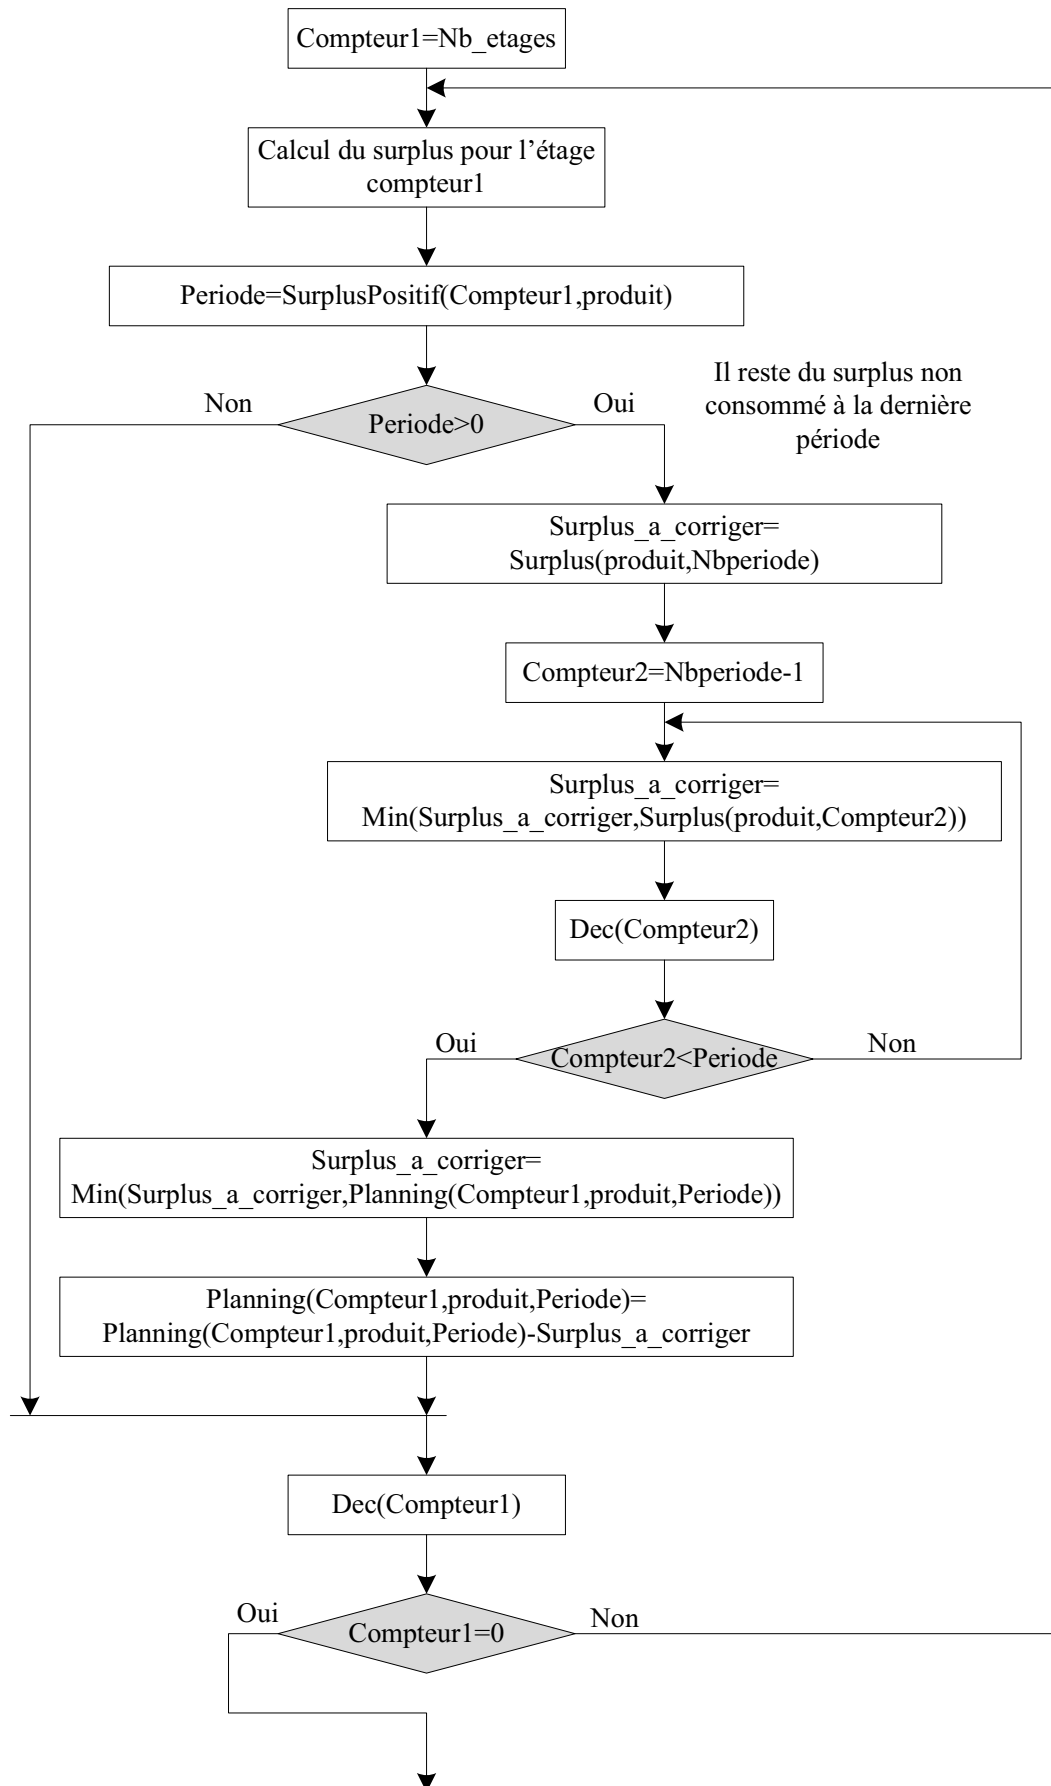 Compteur1=Nb_etages
Calcul du surplus pour l’étage
compteur1
Periode=SurplusPositif(Compteur1,produit)
Non
Periode>0
Oui
Il reste du surplus non
consommé à la dernière
période
Surplus_a_corriger=
Surplus(produit,Nbperiode)
Compteur2=Nbperiode-1
Surplus_a_corriger=
Min(Surplus_a_corriger,Surplus(produit,Compteur2))
Dec(Compteur2)
Oui
Compteur2<Periode
Non
Surplus_a_corriger=
Min(Surplus_a_corriger,Planning(Compteur1,produit,Periode))
Planning(Compteur1,produit,Periode)=
Planning(Compteur1,produit,Periode)-Surplus_a_corriger
Dec(Compteur1)
Oui
Compteur1=0
Non